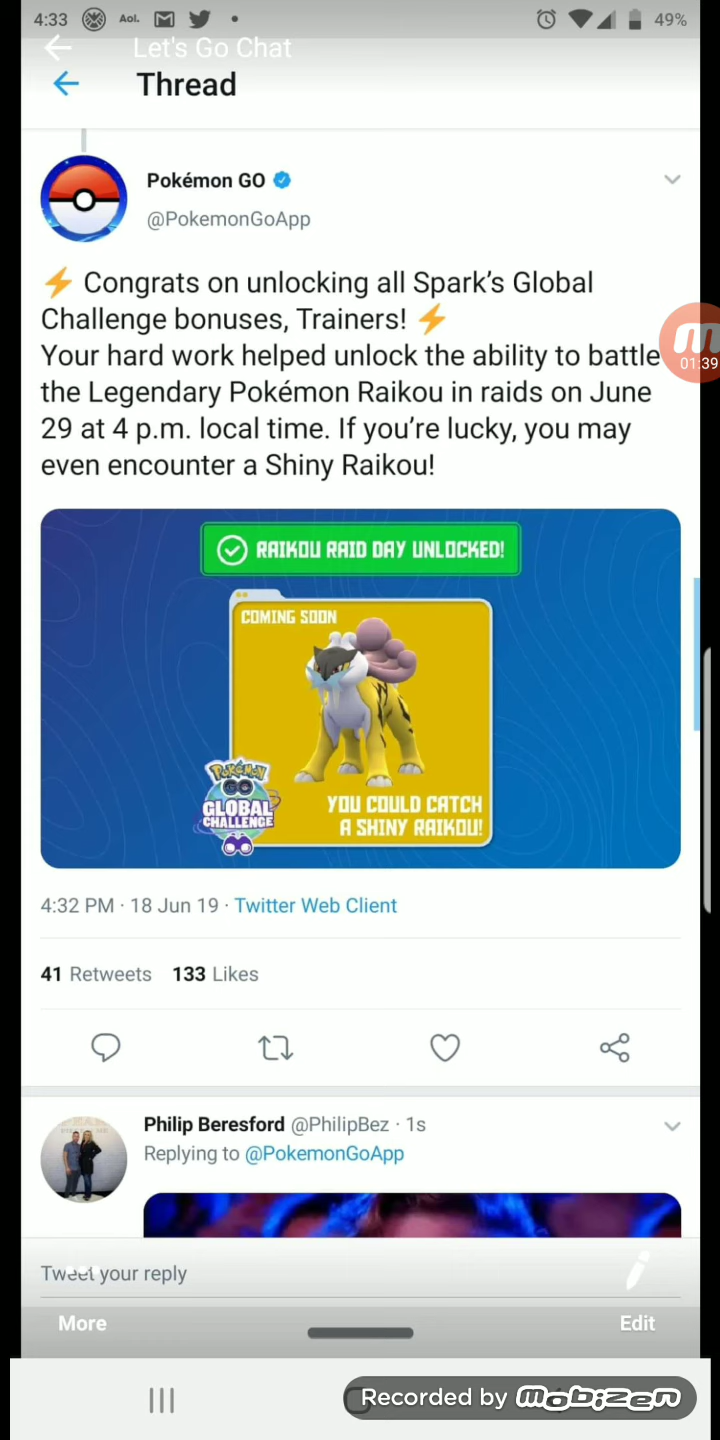 4:33 Aol. 49%
Let's Go Chat
Thread
Pokémon GO
@PokemonGoApp
⚡ Congrats on unlocking all Spark's Global
Challenge bonuses, Trainers! ⚡
Your hard work helped unlock the ability to battle
the Legendary Pokémon Raikou in raids on June
29 at 4 p.m. local time. If you're lucky, you may
even encounter a Shiny Raikou!
01:39
RAIKOU RAID DAY UNLOCKED!
COMING SOON
POKÉMON
GO
GLOBAL
CHALLENGE
YOU COULD CATCH
A SHINY RAIKOU!
4:32 PM · 18 Jun 19 · Twitter Web Client
41 Retweets 133 Likes
Philip Beresford @PhilipBez · 1s
Replying to @PokemonGoApp
Tweet your reply
More Edit
Recorded by Mobizen